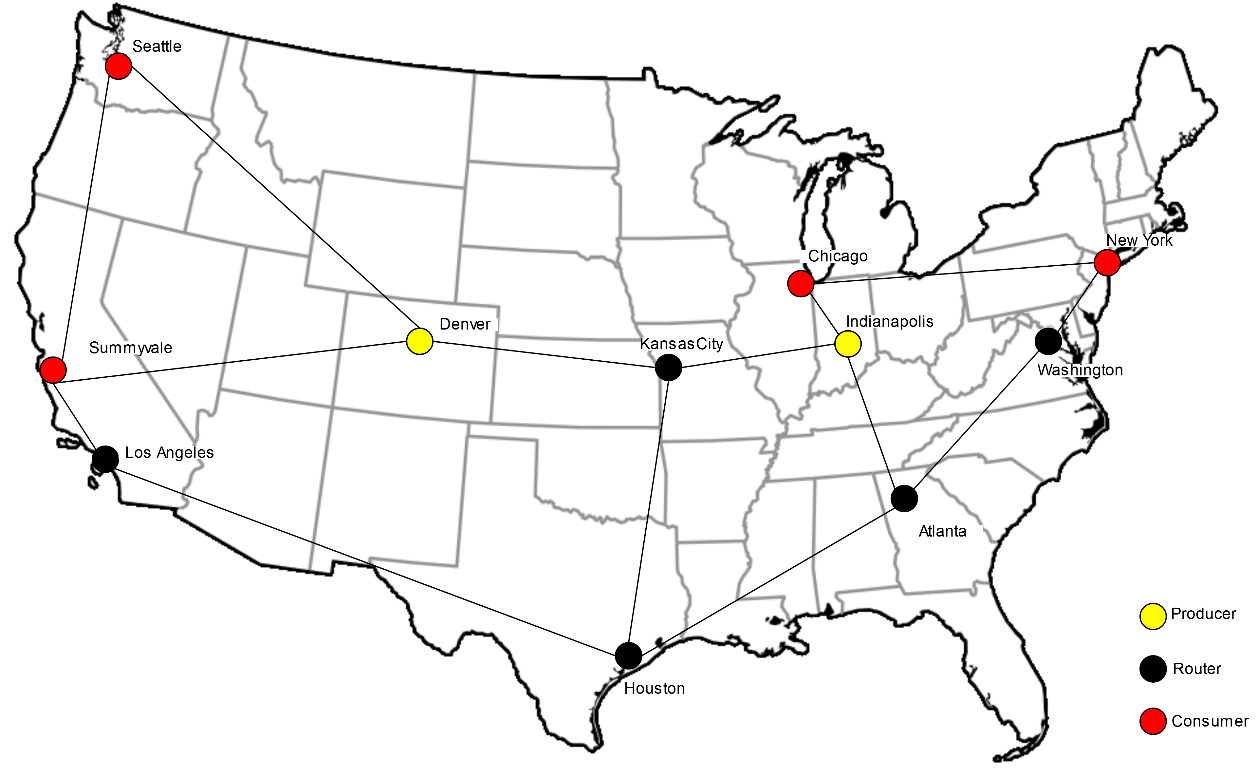 Seattle
New York
Chicago
Indianapolis
Denver
KansasCity
Summyvale
Washington
Los Angeles
Atlanta
Houston
Producer
Router
Consumer